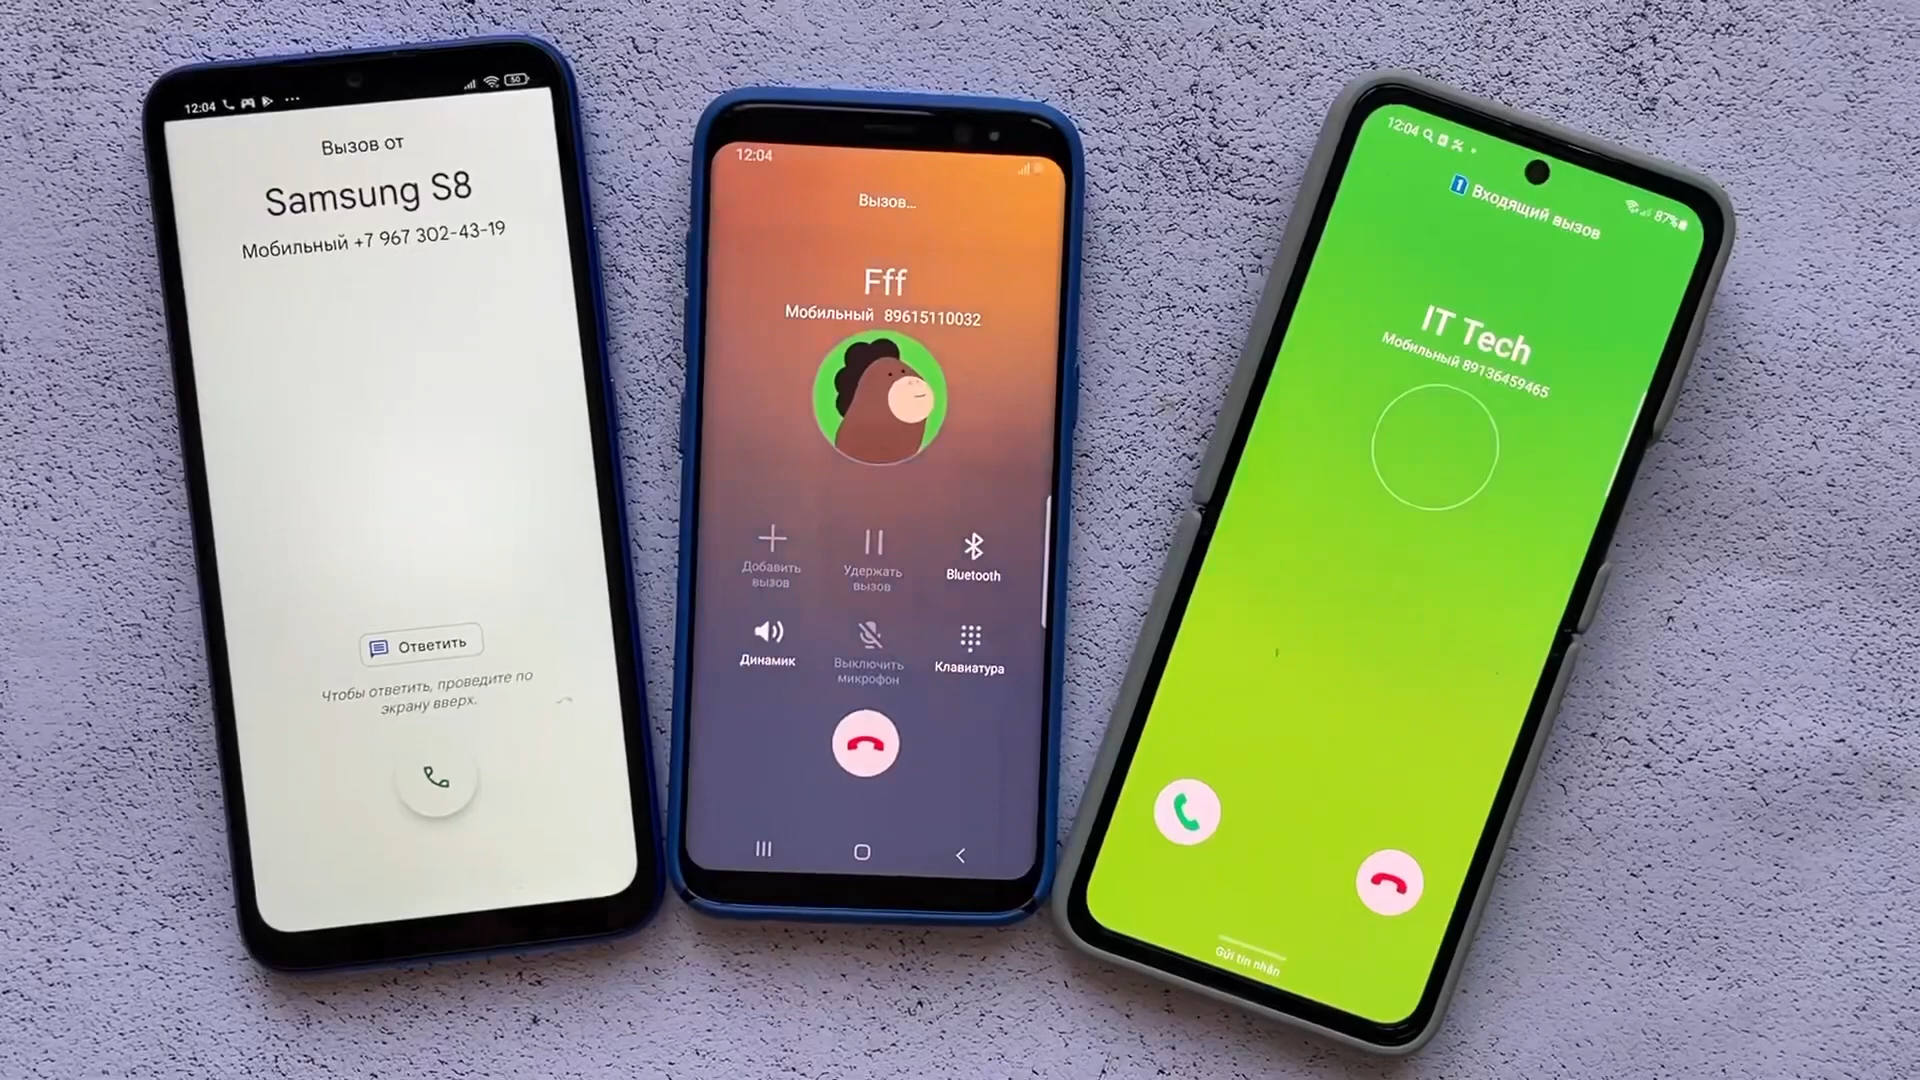 12:04
50
Вызов от
Samsung S8
Мобильный +7 967 302-43-19
Ответить
Чтобы ответить, проведите по
экрану вверх.
12:04
Вызов...
Fff
Мобильный 89615110032
Добавить
вызов
Удержать
вызов
Bluetooth
Динамик
Выключить
микрофон
Клавиатура
12:04
87%
1 Входящий вызов
IT Tech
Мобильный 89136459465
Gửi tin nhắn